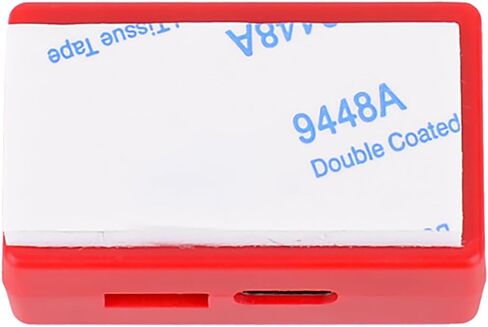 Tissue Tape
9448A
9448A
Double Coated